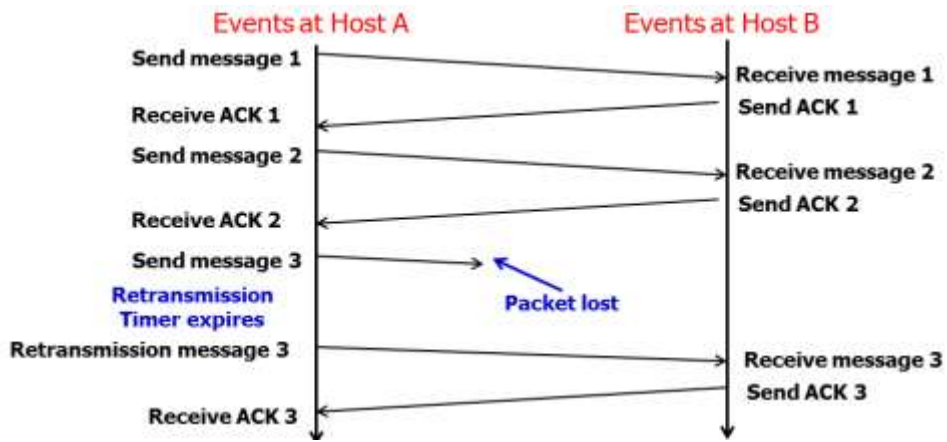 Events at Host A
Events at Host B
Send message 1
Receive message 1
Send ACK 1
Receive ACK 1
Send message 2
Receive message 2
Send ACK 2
Receive ACK 2
Send message 3
Packet lost
Retransmission
Timer expires
Retransmission message 3
Receive message 3
Send ACK 3
Receive ACK 3